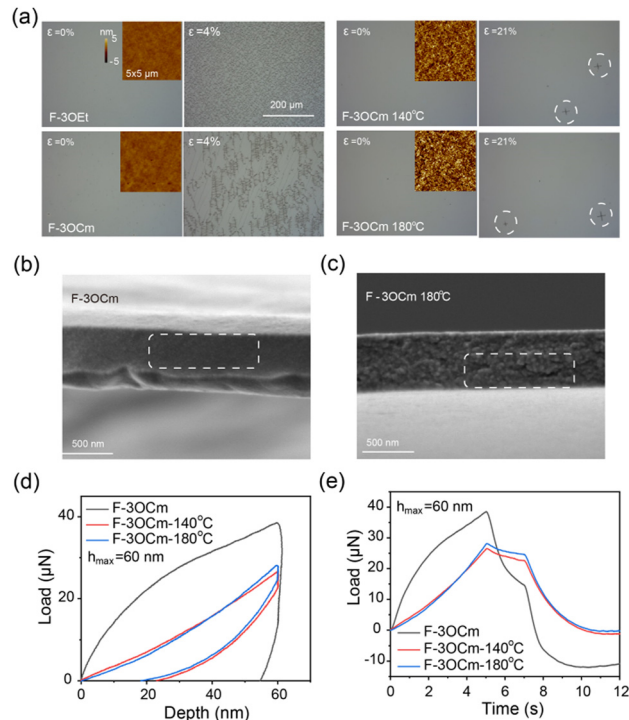 (a)
ε =0%
nm
5
-5
5x5 μm
F-3OEt
ε =4%
200 μm
ε =0%
F-3OCm 140°C
ε =21%
ε =0%
F-3OCm
ε =4%
ε =0%
F-3OCm 180°C
ε =21%
(b)
F-3OCm
500 nm
(c)
F - 3OCm 180°C
500 nm
(d)
F-3OCm
F-3OCm-140°C
F-3OCm-180°C
hmax=60 nm
Load (μN)
40
20
0
0 20 40 60
Depth (nm)
(e)
hmax=60 nm
F-3OCm
F-3OCm-140°C
F-3OCm-180°C
Load (μN)
40
30
20
10
0
-10
0 2 4 6 8 10 12
Time (s)